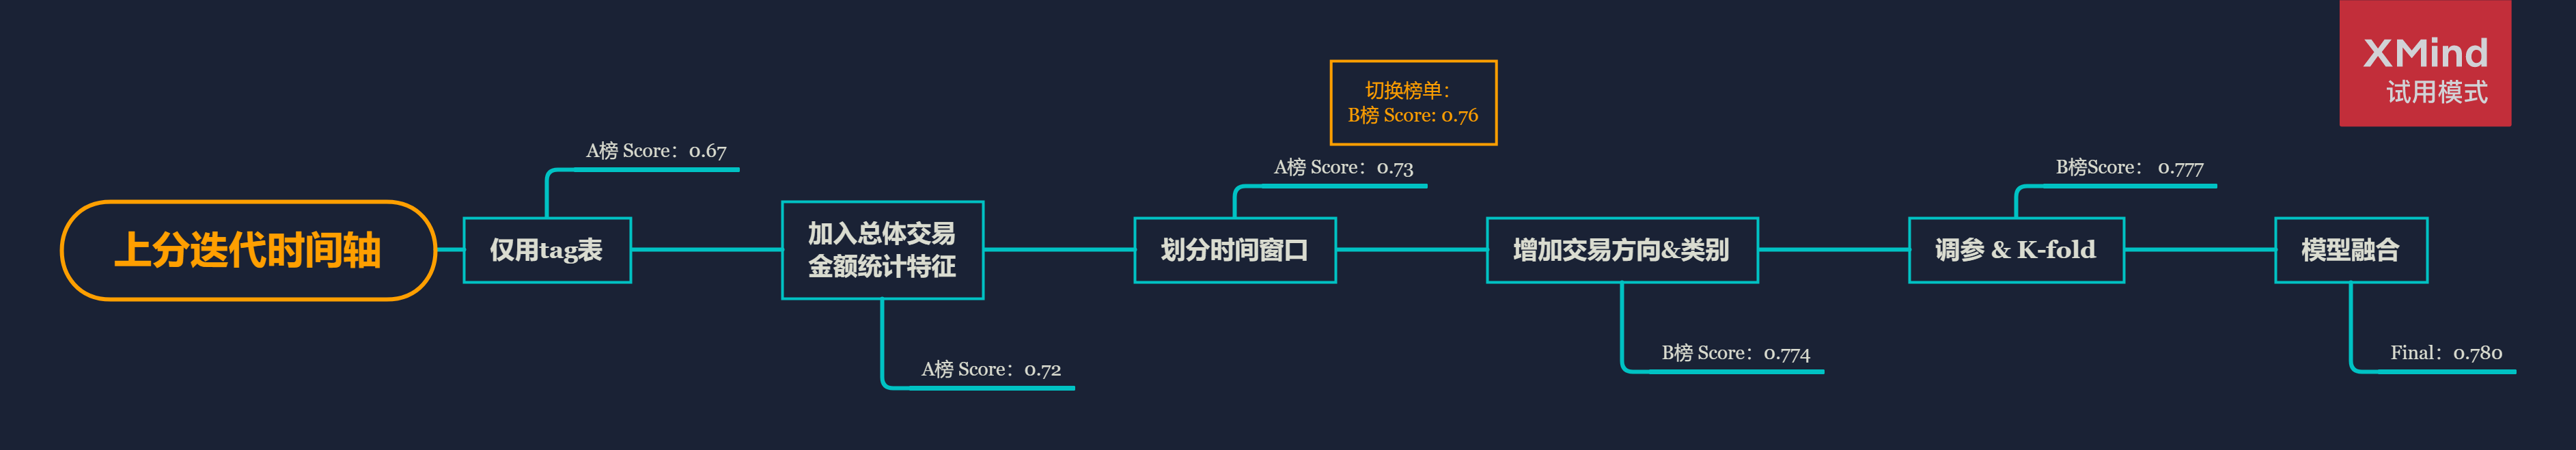 XMind
试用模式
切换榜单：
B榜 Score: 0.76
上分迭代时间轴
仅用tag表
A榜 Score：0.67
加入总体交易
金额统计特征
A榜 Score：0.72
划分时间窗口
A榜 Score：0.73
增加交易方向&类别
B榜 Score：0.774
调参 & K-fold
B榜Score： 0.777
模型融合
Final：0.780